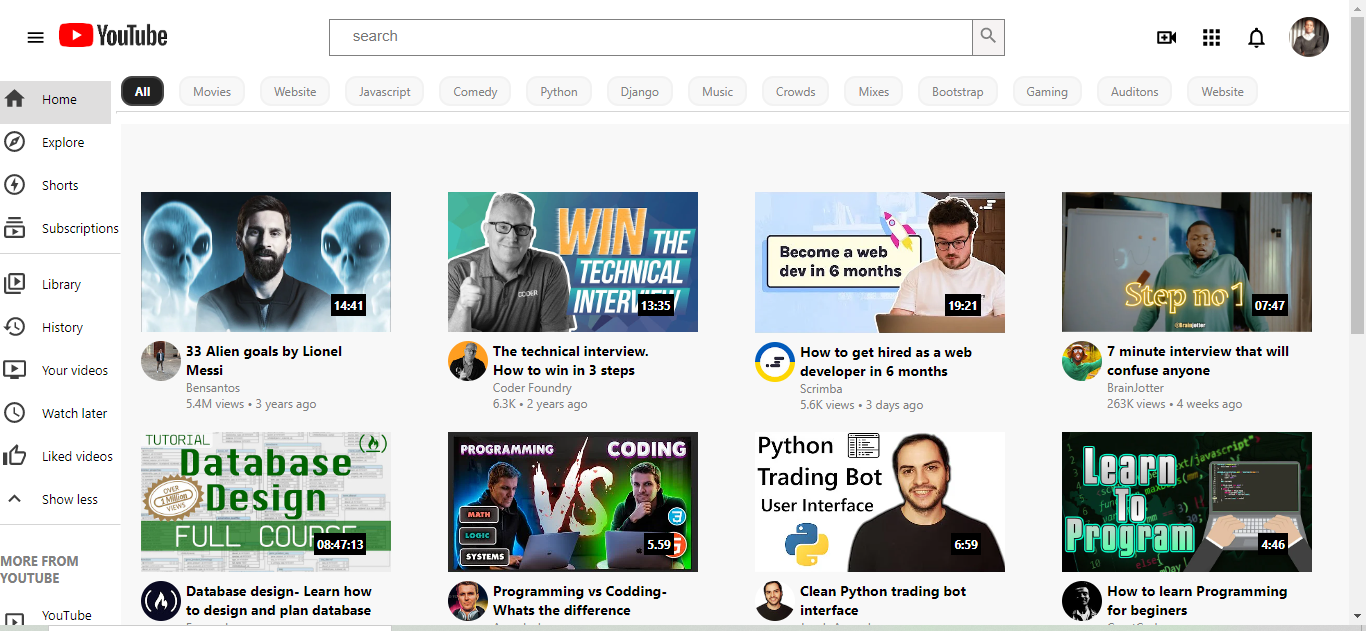 YouTube
search
All Movies Website Javascript Comedy Python Django Music Crowds Mixes Bootstrap Gaming Auditons Website
Home
Explore
Shorts
Subscriptions
Library
History
Your videos
Watch later
Liked videos
Show less
MORE FROM
YOUTUBE
YouTube
14:41
33 Alien goals by Lionel
Messi
Bensantos
5.4M views • 3 years ago
WIN THE
TECHNICAL
INTERVIEW
CODER
13:35
The technical interview.
How to win in 3 steps
Coder Foundry
6.3K • 2 years ago
Become a web
dev in 6 months
19:21
How to get hired as a web
developer in 6 months
Scrimba
5.6K views • 3 days ago
Step no 1
@Brainjotter
07:47
7 minute interview that will
confuse anyone
BrainJotter
263K views • 4 weeks ago
TUTORIAL
Database
Design
OVER
1 Million
VIEWS
FULL COURSE
08:47:13
Database design- Learn how
to design and plan database
PROGRAMMING VS CODING
MATH
LOGIC
SYSTEMS
5.59
Programming vs Codding-
Whats the difference
Python
Trading Bot
User Interface
6:59
Clean Python trading bot
interface
Learn
To
Program
4:46
How to learn Programming
for beginers